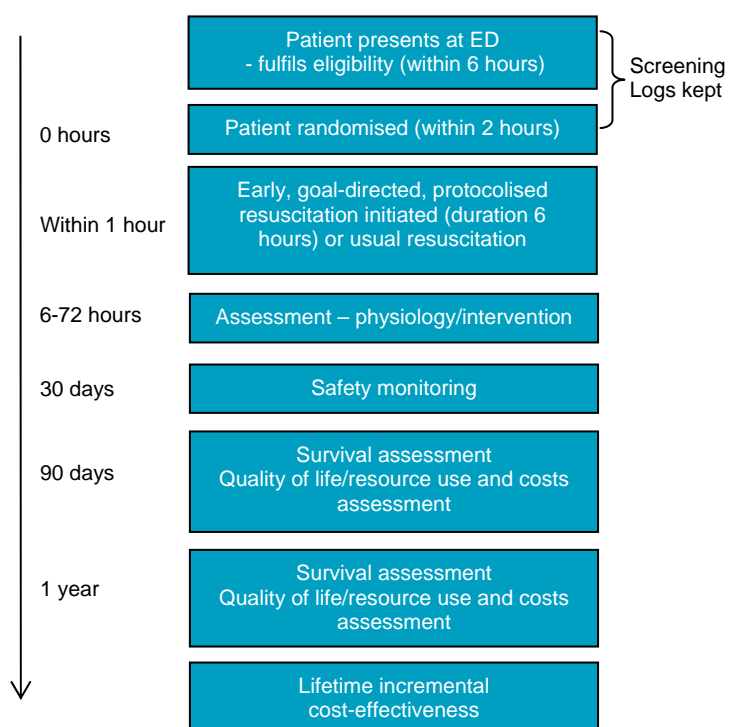 Patient presents at ED
- fulfils eligibility (within 6 hours)
Screening
Logs kept
0 hours
Patient randomised (within 2 hours)
Within 1 hour
Early, goal-directed, protocolised
resuscitation initiated (duration 6
hours) or usual resuscitation
6-72 hours
Assessment – physiology/intervention
30 days
Safety monitoring
90 days
Survival assessment
Quality of life/resource use and costs
assessment
1 year
Survival assessment
Quality of life/resource use and costs
assessment
Lifetime incremental
cost-effectiveness